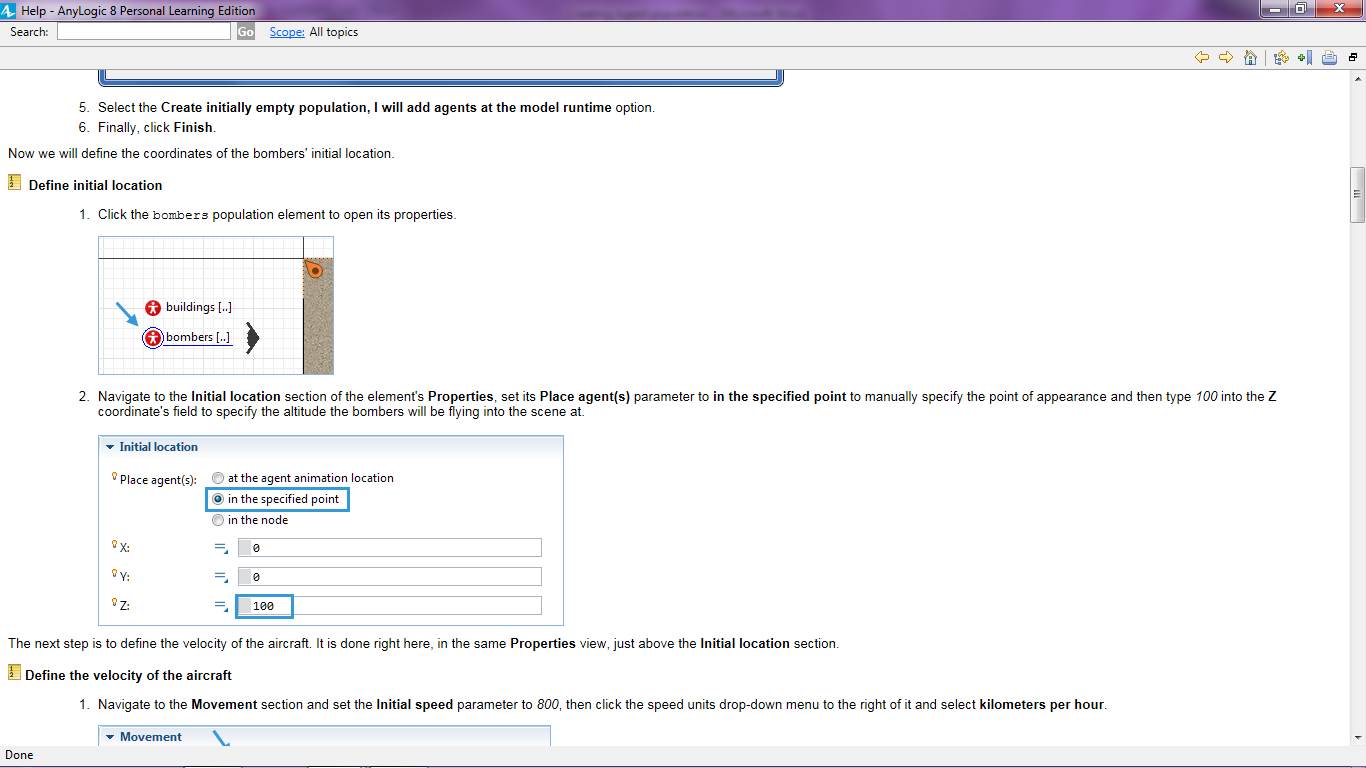 Help - AnyLogic 8 Personal Learning Edition
Search:
Go
Scope:
All topics
5. Select the Create initially empty population, I will add agents at the model runtime option.
6. Finally, click Finish.
Now we will define the coordinates of the bombers' initial location.
Define initial location
1. Click the bombers population element to open its properties.
buildings [..]
bombers [..]
2. Navigate to the Initial location section of the element's Properties, set its Place agent(s) parameter to in the specified point to manually specify the point of appearance and then type 100 into the Z
coordinate's field to specify the altitude the bombers will be flying into the scene at.
Initial location
Place agent(s):
at the agent animation location
in the specified point
in the node
X:
0
Y:
0
Z:
100
The next step is to define the velocity of the aircraft. It is done right here, in the same Properties view, just above the Initial location section.
Define the velocity of the aircraft
1. Navigate to the Movement section and set the Initial speed parameter to 800, then click the speed units drop-down menu to the right of it and select kilometers per hour.
Movement
Done